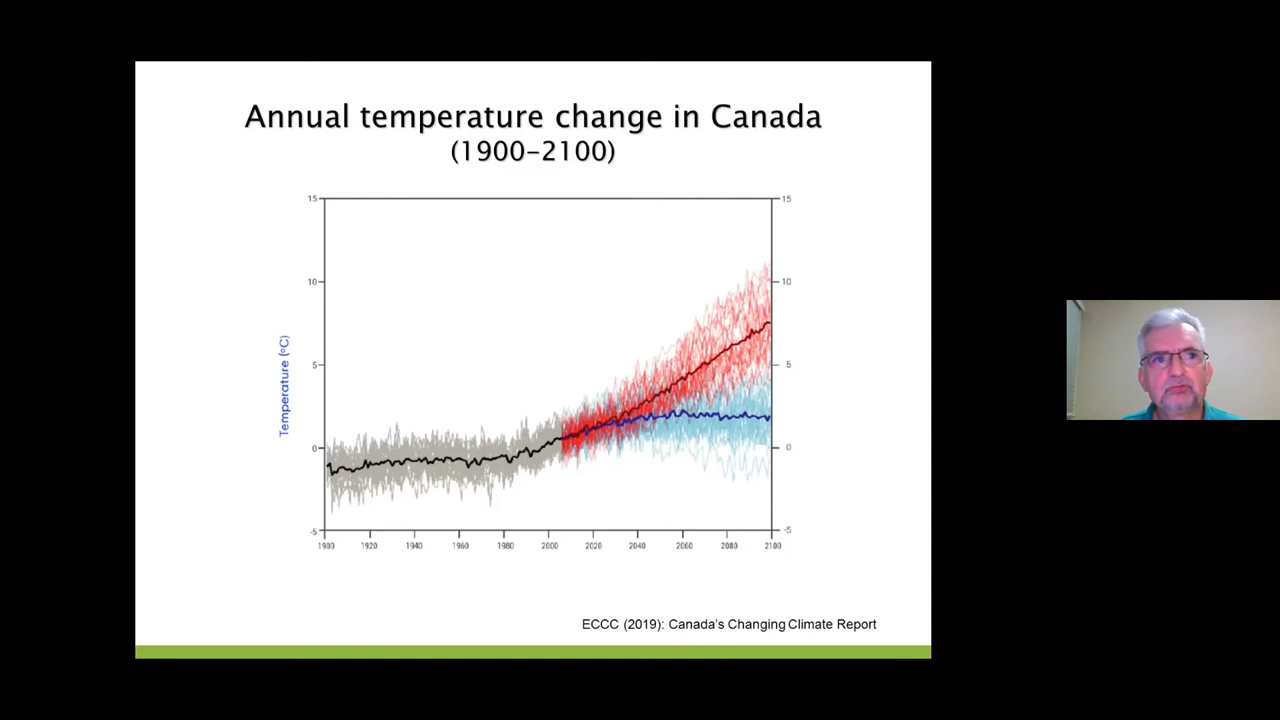 Annual temperature change in Canada
(1900-2100)
15
15
10
10
5
5
0
0
-5
-5
Temperature (°C)
1900 1920 1940 1960 1980 2000 2020 2040 2060 2080 2100
ECCC (2019): Canada's Changing Climate Report